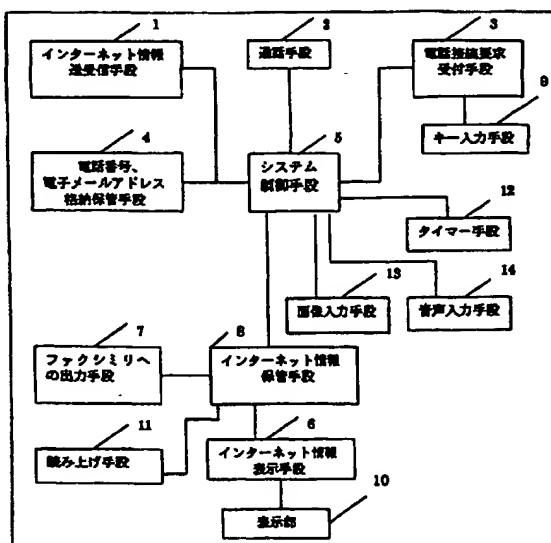 1
インターネット情報
送受信手段
2
通話手段
3
電話接続要求
受付手段
9
キー入力手段
4
電話番号、
電子メールアドレス
格納保管手段
5
システム
制御手段
12
タイマー手段
13
画像入力手段
14
音声入力手段
7
ファクシミリへ
の出力手段
8
インターネット情報
保管手段
11
読み上げ手段
6
インターネット情報
表示手段
10
表示部